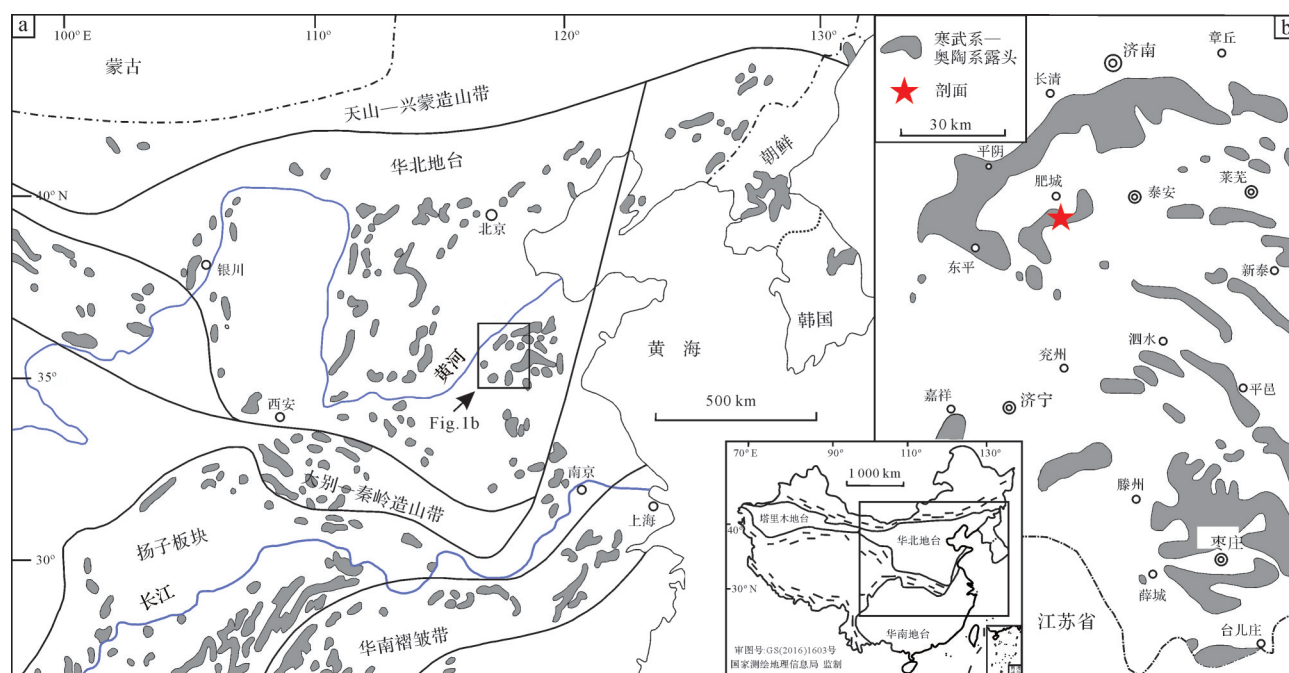 a
100°E
110°
120°
130°
蒙古
天山—兴蒙造山带
华北地台
朝鲜
40°N
北京
银川
韩国
黄海
黄河
35°
西安
Fig.1b
500 km
大别—秦岭造山带
南京
上海
扬子板块
30°
长江
华南褶皱带
70°E
90°
110°
130°
1000 km
塔里木地台
40°
华北地台
30°N
华南地台
审图号:GS(2016)1603号
国家测绘地理信息局 监制
b
寒武系—
奥陶系露头
剖面
30 km
济南
章丘
长清
平阴
肥城
泰安
莱芜
东平
新泰
泗水
兖州
平邑
嘉祥
济宁
滕州
枣庄
薛城
江苏省
台儿庄